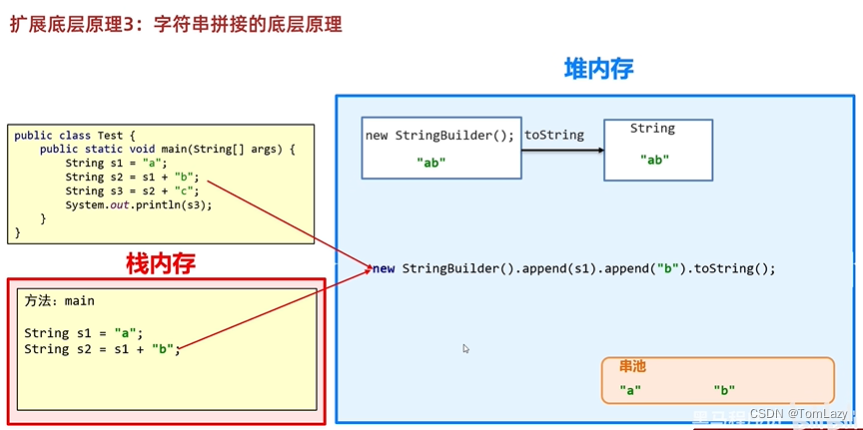 扩展底层原理3：字符串拼接的底层原理
堆内存
public class Test {
public static void main(String[] args) {
String s1 = "a";
String s2 = s1 + "b";
String s3 = s2 + "c";
System.out.println(s3);
}
}
new StringBuilder();
"ab"
toString
String
"ab"
栈内存
new StringBuilder().append(s1).append("b").toString();
方法：main
String s1 = "a";
String s2 = s1 + "b";
串池
"a" "b"
CSDN @TomLazy